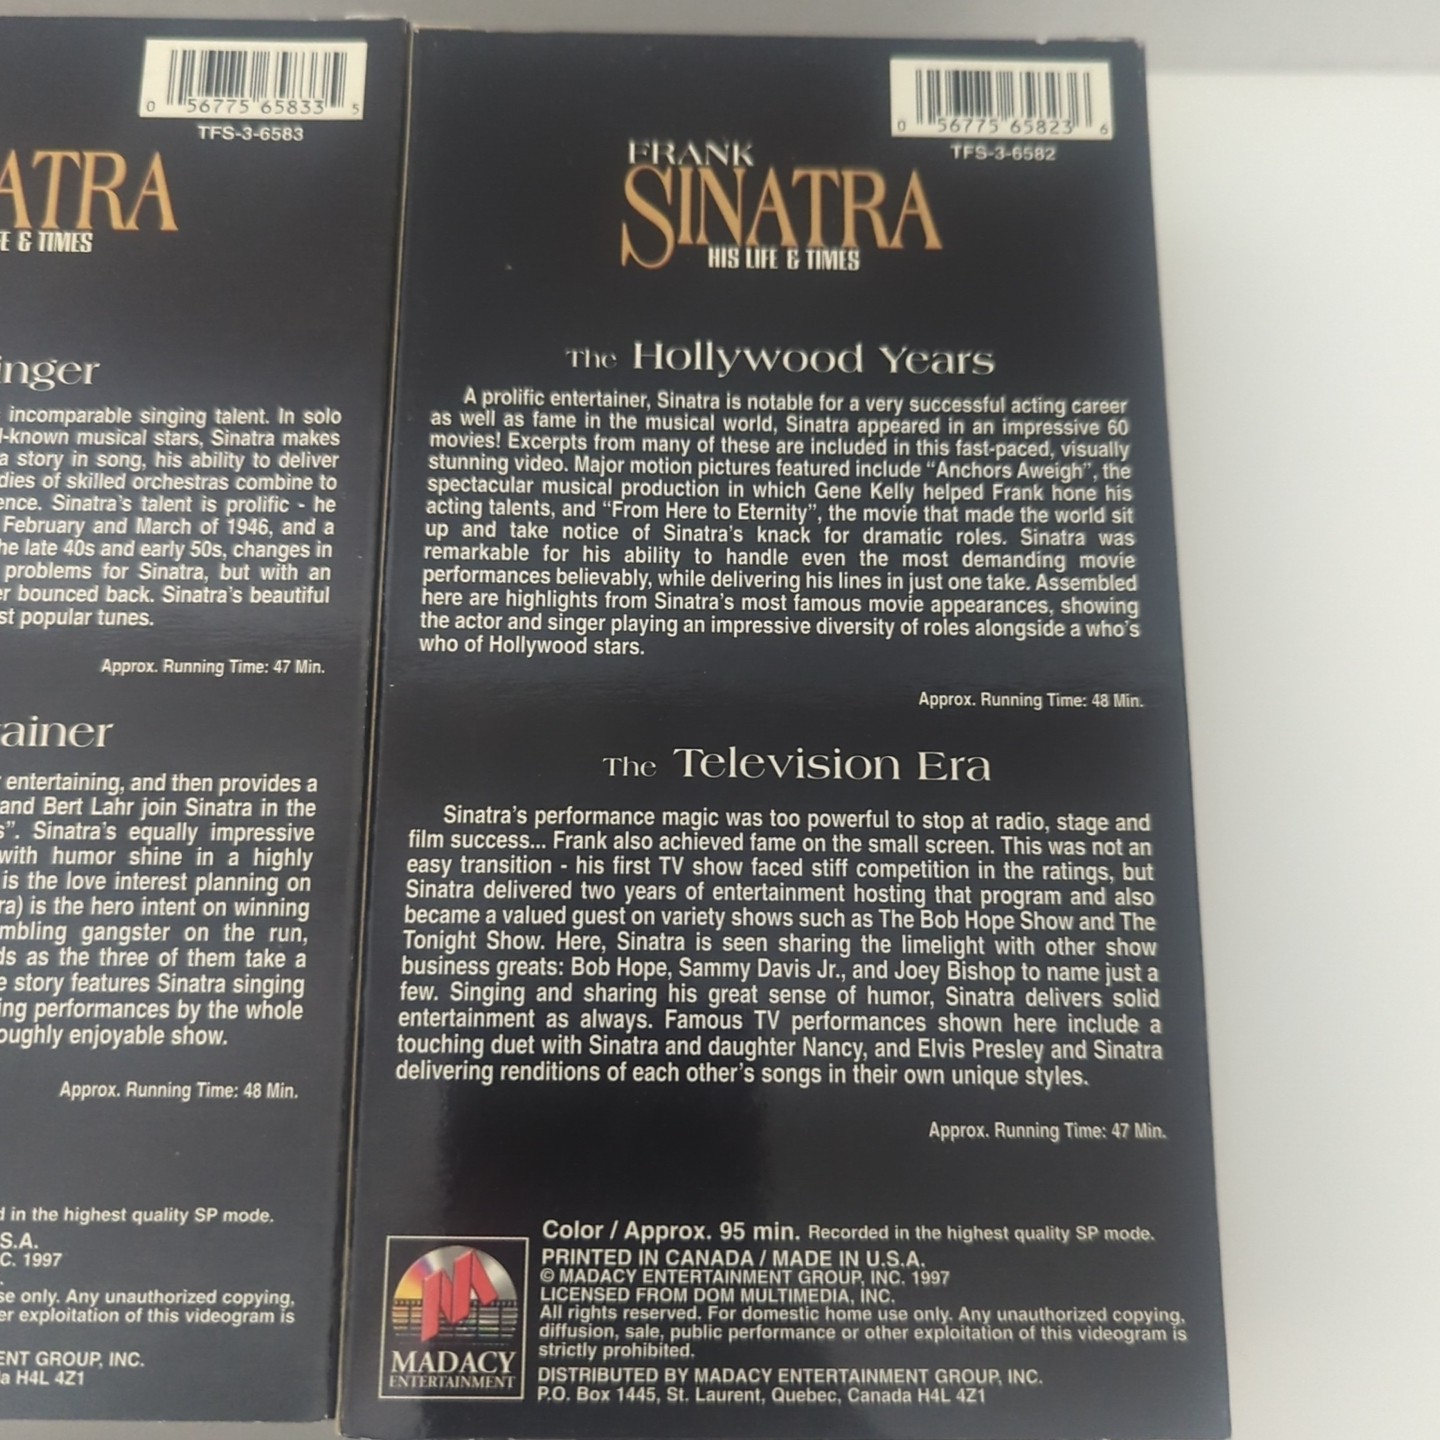 0 56775 65833 5
TFS-3-6583
ATRA
& TIMES
incomparable singing talent. In solo
-known musical stars, Sinatra makes
a story in song, his ability to deliver
dies of skilled orchestras combine to
ence. Sinatra's talent is prolific - he
February and March of 1946, and a
he late 40s and early 50s, changes in
problems for Sinatra, but with an
er bounced back. Sinatra's beautiful
st popular tunes.
Approx. Running Time: 47 Min.
ainer
entertaining, and then provides a
and Bert Lahr join Sinatra in the
s". Sinatra's equally impressive
with humor shine in a highly
is the love interest planning on
ra) is the hero intent on winning
mbling gangster on the run,
ds as the three of them take a
e story features Sinatra singing
ing performances by the whole
oughly enjoyable show.
Approx. Running Time: 48 Min.
d in the highest quality SP mode.
S.A.
C. 1997
se only. Any unauthorized copying,
er exploitation of this videogram is
ENT GROUP, INC.
a H4L 4Z1
0 56775 65823 6
TFS-3-6582
FRANK
SINATRA
HIS LIFE & TIMES
The Hollywood Years
A prolific entertainer, Sinatra is notable for a very successful acting career
as well as fame in the musical world, Sinatra appeared in an impressive 60
movies! Excerpts from many of these are included in this fast-paced, visually
stunning video. Major motion pictures featured include "Anchors Aweigh", the
spectacular musical production in which Gene Kelly helped Frank hone his
acting talents, and "From Here to Eternity", the movie that made the world sit
up and take notice of Sinatra's knack for dramatic roles. Sinatra was
remarkable for his ability to handle even the most demanding movie
performances believably, while delivering his lines in just one take. Assembled
here are highlights from Sinatra's most famous movie appearances, showing
the actor and singer playing an impressive diversity of roles alongside a who's
who of Hollywood stars.
Approx. Running Time: 48 Min.
The Television Era
Sinatra's performance magic was too powerful to stop at radio, stage and
film success... Frank also achieved fame on the small screen. This was not an
easy transition - his first TV show faced stiff competition in the ratings, but
Sinatra delivered two years of entertainment hosting that program and also
became a valued guest on variety shows such as The Bob Hope Show and The
Tonight Show. Here, Sinatra is seen sharing the limelight with other show
business greats: Bob Hope, Sammy Davis Jr., and Joey Bishop to name just a
few. Singing and sharing his great sense of humor, Sinatra delivers solid
entertainment as always. Famous TV performances shown here include a
touching duet with Sinatra and daughter Nancy, and Elvis Presley and Sinatra
delivering renditions of each other's songs in their own unique styles.
Approx. Running Time: 47 Min.
Color / Approx. 95 min. Recorded in the highest quality SP mode.
PRINTED IN CANADA / MADE IN U.S.A.
© MADACY ENTERTAINMENT GROUP, INC. 1997
LICENSED FROM DOM MULTIMEDIA, INC.
All rights reserved. For domestic home use only. Any unauthorized copying,
diffusion, sale, public performance or other exploitation of this videogram is
strictly prohibited.
DISTRIBUTED BY MADACY ENTERTAINMENT GROUP, INC.
P.O. Box 1445, St. Laurent, Quebec, Canada H4L 4Z1
MADACY
ENTERTAINMENT